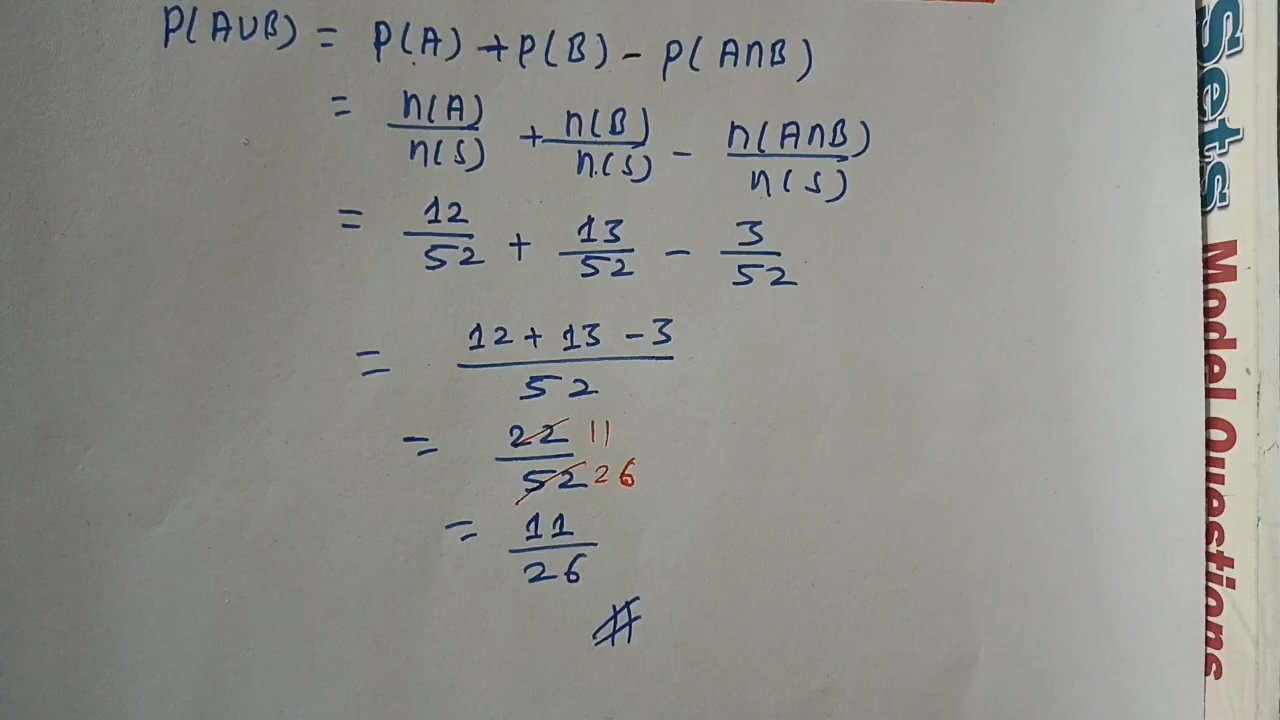 P(A∪B) = P(A) + P(B) - P(A∩B)
= n(A)/n(S) + n(B)/n(S) - n(A∩B)/n(S)
= 12/52 + 13/52 - 3/52
= 12 + 13 - 3/52
= 22/52 11/26
= 11/26
#
Sets Model Questions